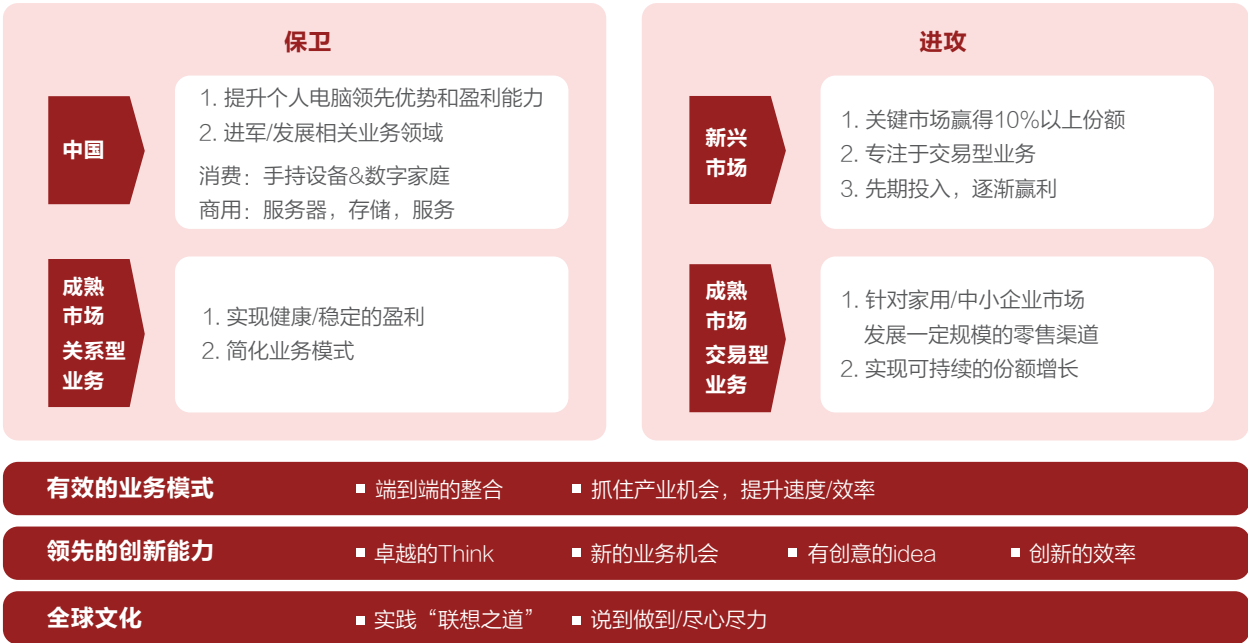 保卫
中国
1. 提升个人电脑领先优势和盈利能力
2. 进军/发展相关业务领域
消费：手持设备&数字家庭
商用：服务器，存储，服务
成熟
市场
关系型
业务
1. 实现健康/稳定的盈利
2. 简化业务模式
进攻
新兴
市场
1. 关键市场赢得10%以上份额
2. 专注于交易型业务
3. 先期投入，逐渐赢利
成熟
市场
交易型
业务
1. 针对家用/中小企业市场
发展一定规模的零售渠道
2. 实现可持续的份额增长
有效的业务模式 ▪ 端到端的整合 ▪ 抓住产业机会，提升速度/效率
领先的创新能力 ▪ 卓越的Think ▪ 新的业务机会 ▪ 有创意的idea ▪ 创新的效率
全球文化 ▪ 实践“联想之道” ▪ 说到做到/尽心尽力